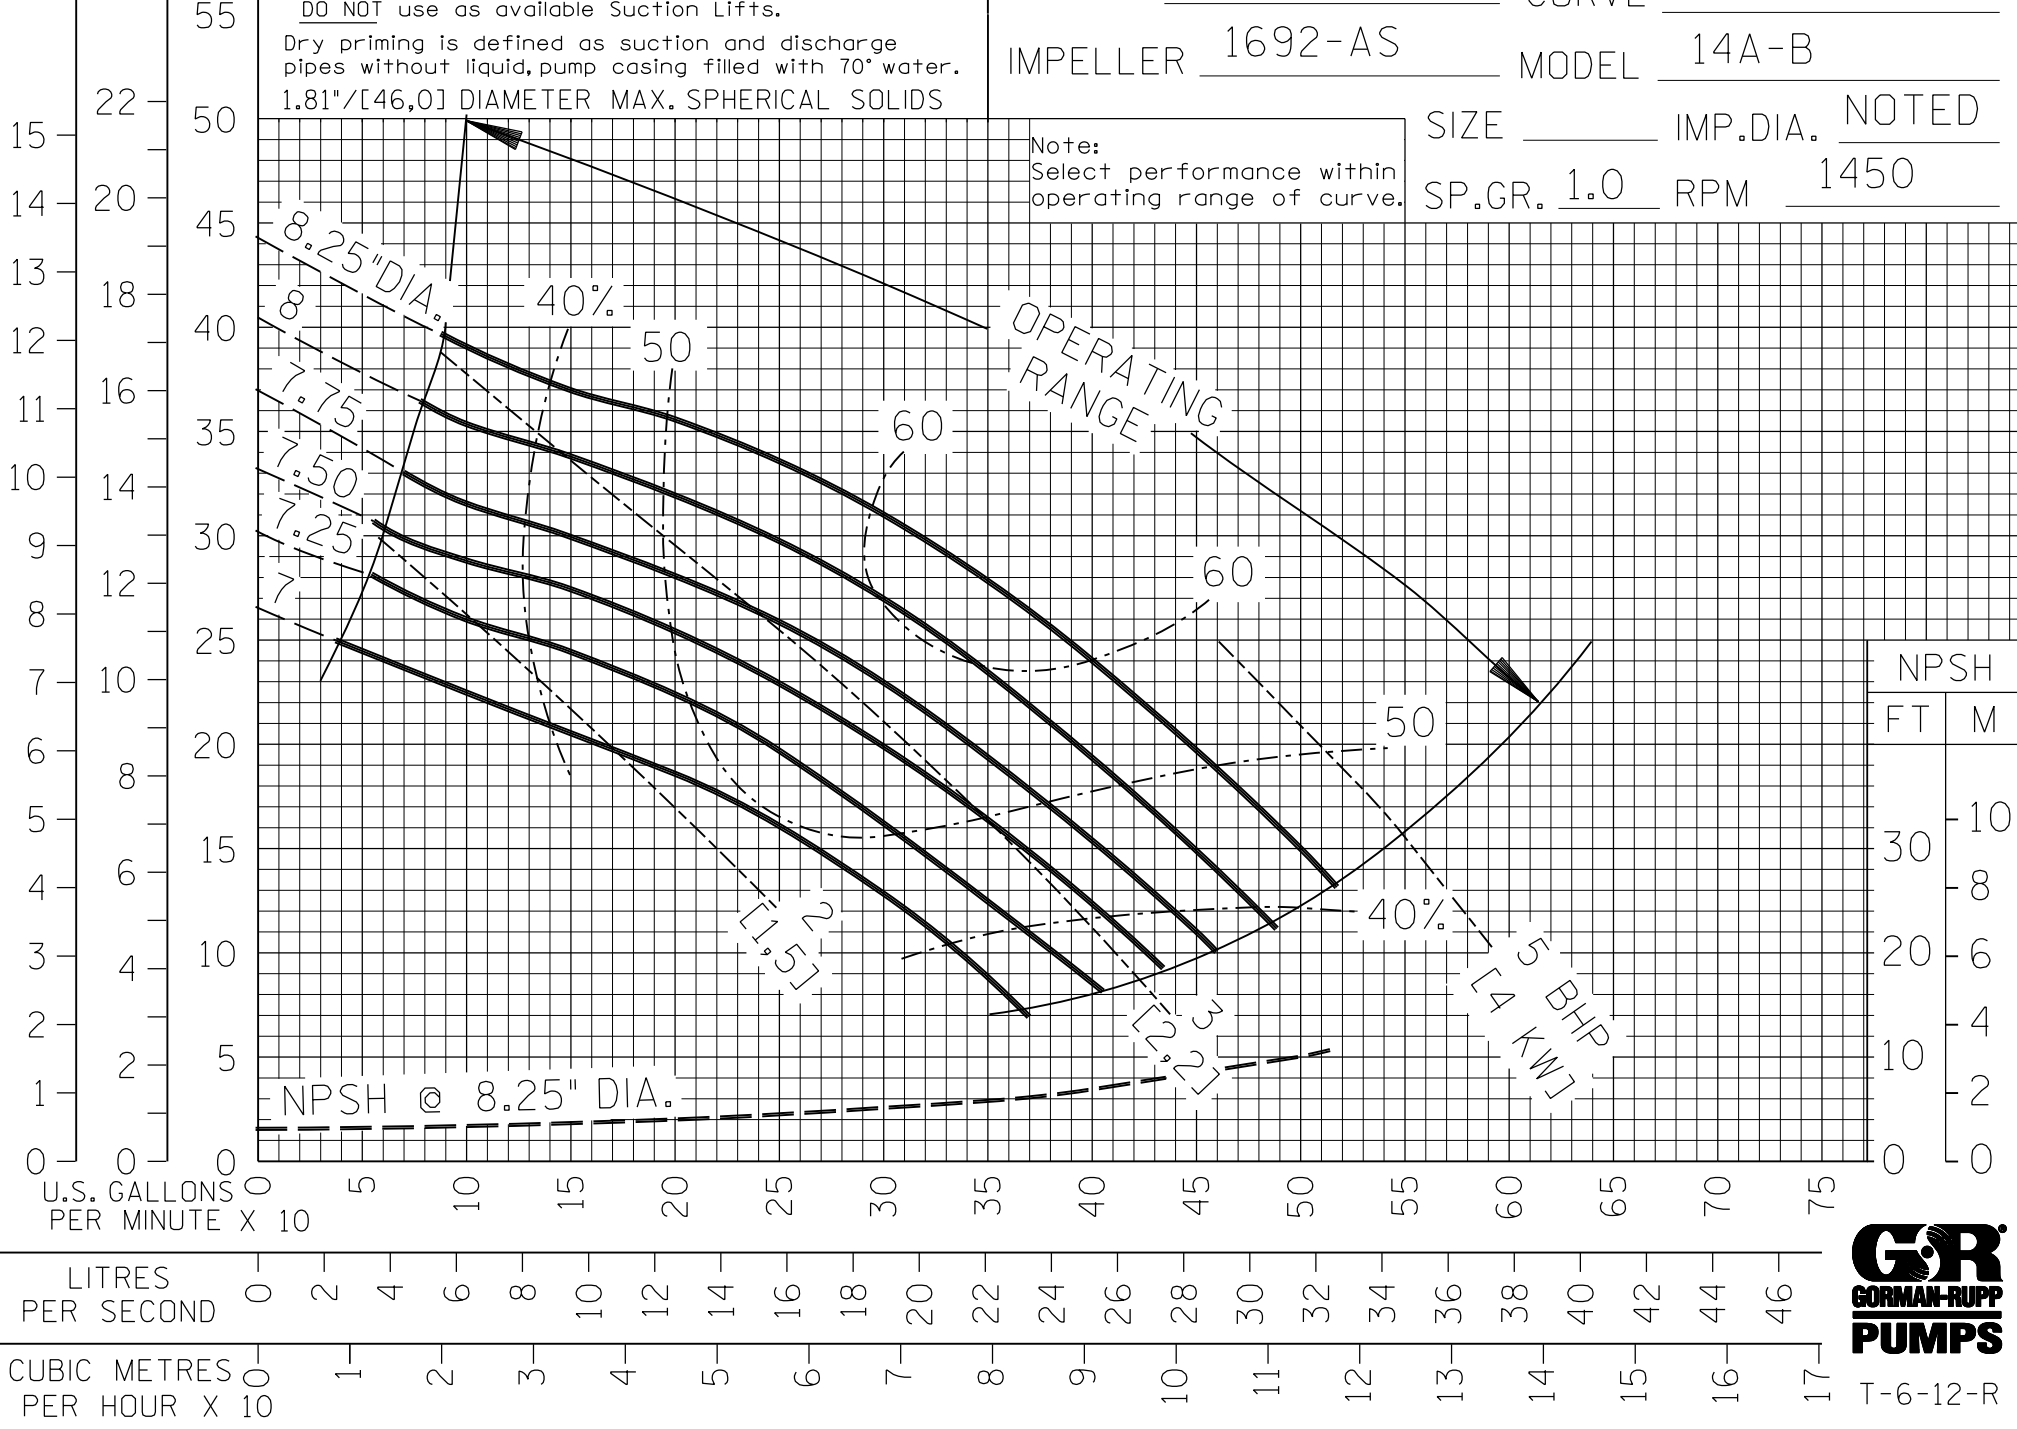 DO NOT use as available Suction Lifts.
Dry priming is defined as suction and discharge
pipes without liquid, pump casing filled with 70° water.
1.81"/[46,0] DIAMETER MAX. SPHERICAL SOLIDS
IMPELLER 1692-AS
MODEL 14A-B
SIZE
IMP.DIA. NOTED
SP.GR. 1.0
RPM 1450
Note:
Select performance within
operating range of curve.
15
14
13
12
11
10
9
8
7
6
5
4
3
2
1
0
22
20
18
16
14
12
10
8
6
4
2
0
55
50
45
40
35
30
25
20
15
10
5
0
8.25"DIA.
8
7.75
7.50
7.25
7
40%
50
60
OPERATING
RANGE
60
50
40%
2
[1,5]
3
[2,2]
5 BHP
[4 KW]
NPSH @ 8.25" DIA.
NPSH
FT M
30
20
10
0
10
8
6
4
2
0
U.S. GALLONS
PER MINUTE X 10
0 5 10 15 20 25 30 35 40 45 50 55 60 65 70 75
LITRES
PER SECOND
0 2 4 6 8 10 12 14 16 18 20 22 24 26 28 30 32 34 36 38 40 42 44 46
CUBIC METRES
PER HOUR X 10
0 1 2 3 4 5 6 7 8 9 10 11 12 13 14 15 16 17
GR
GORMAN-RUPP
PUMPS
T-6-12-R